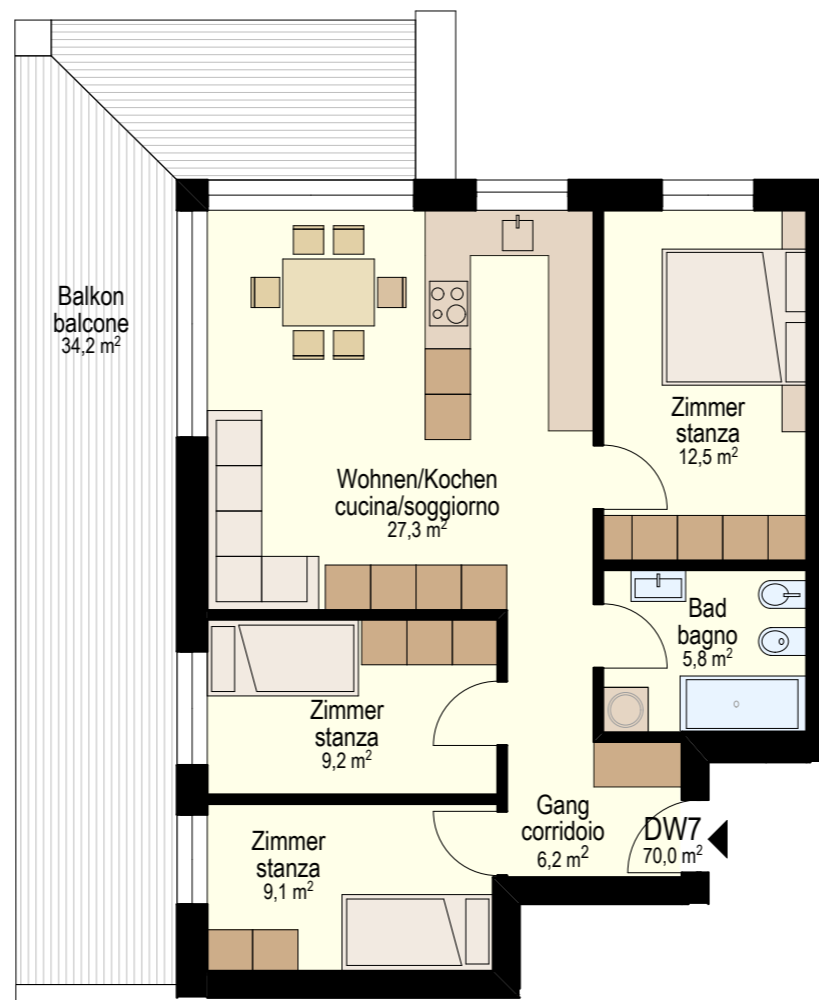 Balkon
balcone
34,2 m²
Wohnen/Kochen
cucina/soggiorno
27,3 m²
Zimmer
stanza
12,5 m²
Bad
bagno
5,8 m²
Zimmer
stanza
9,2 m²
Zimmer
stanza
9,1 m²
Gang
corridoio
6,2 m²
DW7
70,0 m²